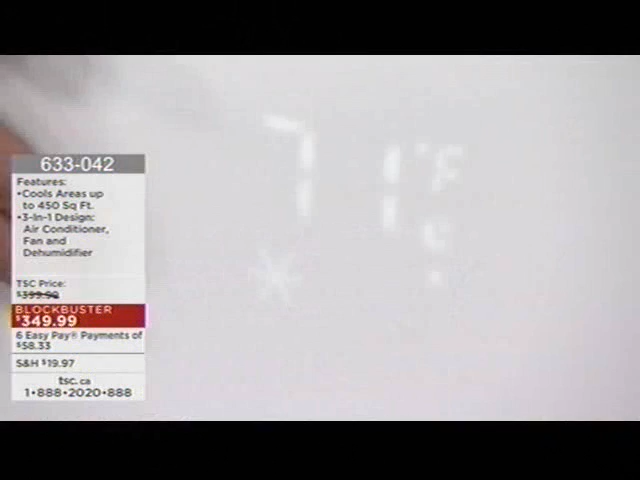 633-042
Features:
•Cools Areas up
to 450 Sq Ft.
•3-In-1 Design:
Air Conditioner,
Fan and
Dehumidifier
TSC Price:
$399.99
BLOCKBUSTER
$349.99
6 Easy Pay® Payments of
$58.33
S&H $19.97
tsc.ca
1•888•2020•888
71 °F